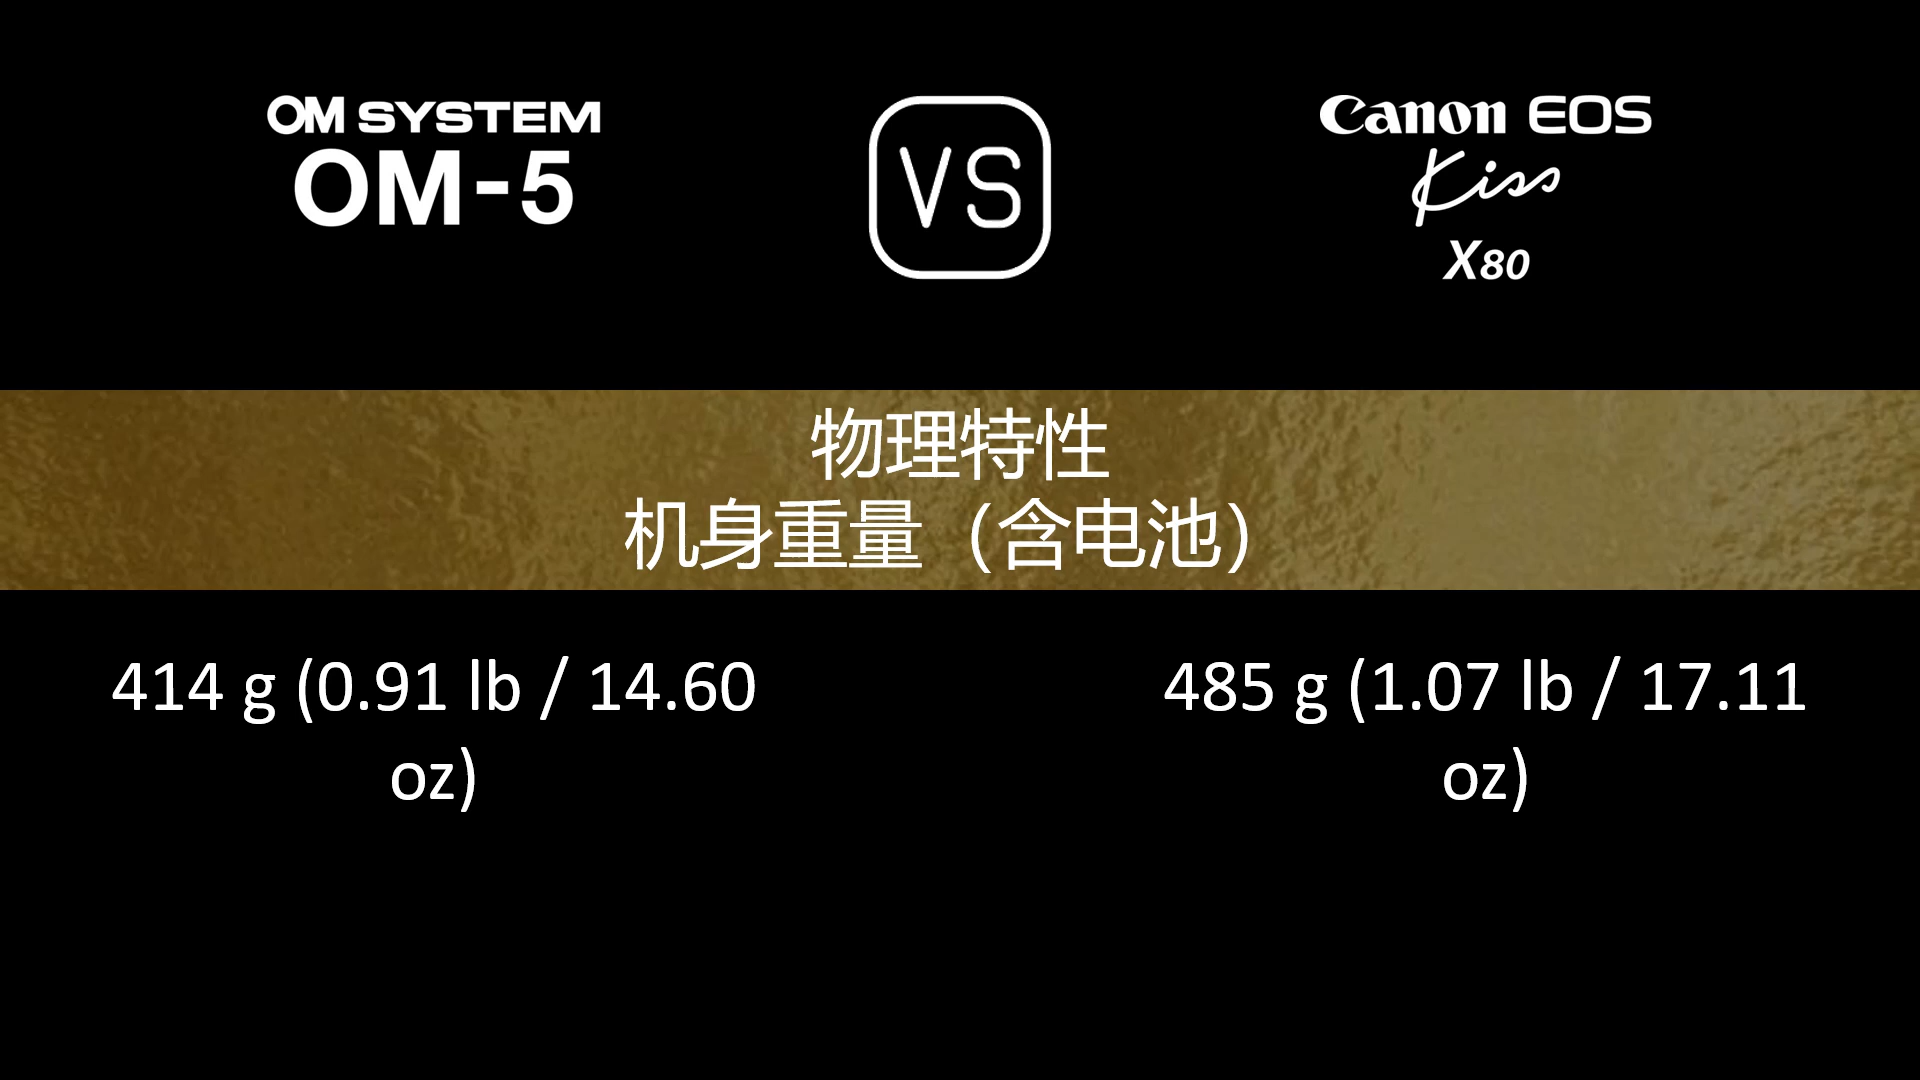 OM SYSTEM
OM-5
VS
Canon EOS
Kiss
X80
物理特性
机身重量（含电池）
414 g (0.91 lb / 14.60
oz)
485 g (1.07 lb / 17.11
oz)